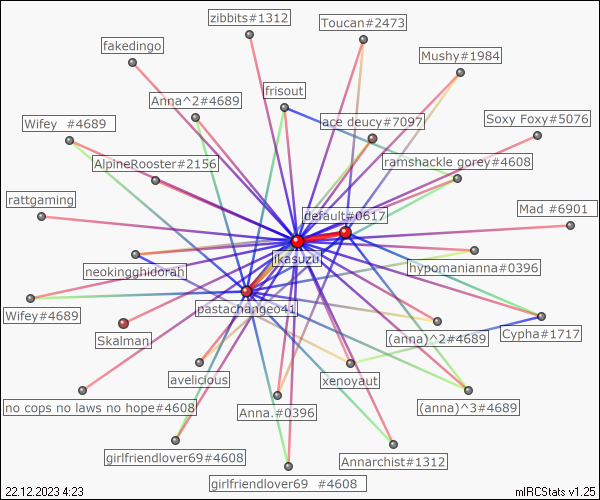 zibbits#1312
Toucan#2473
fakedingo
Mushy#1984
frisout
Anna^2#4689
Wifey  #4689
ace deucy#7097
Soxy Foxy#5076
AlpineRooster#2156
ramshackle gorey#4608
rattgaming
default#0617
Mad #6901
jkasuzu
neokingghidorah
hypomanianna#0396
Wifey#4689
pastachangeo41
Skalman
(anna)^2#4689
Cypha#1717
avelicious
xenoyaut
no cops no laws no hope#4608
Anna.#0396
(anna)^3#4689
girlfriendlover69#4608
Annarchist#1312
girlfriendlover69  #4608
22.12.2023 4:23
mIRCStats v1.25